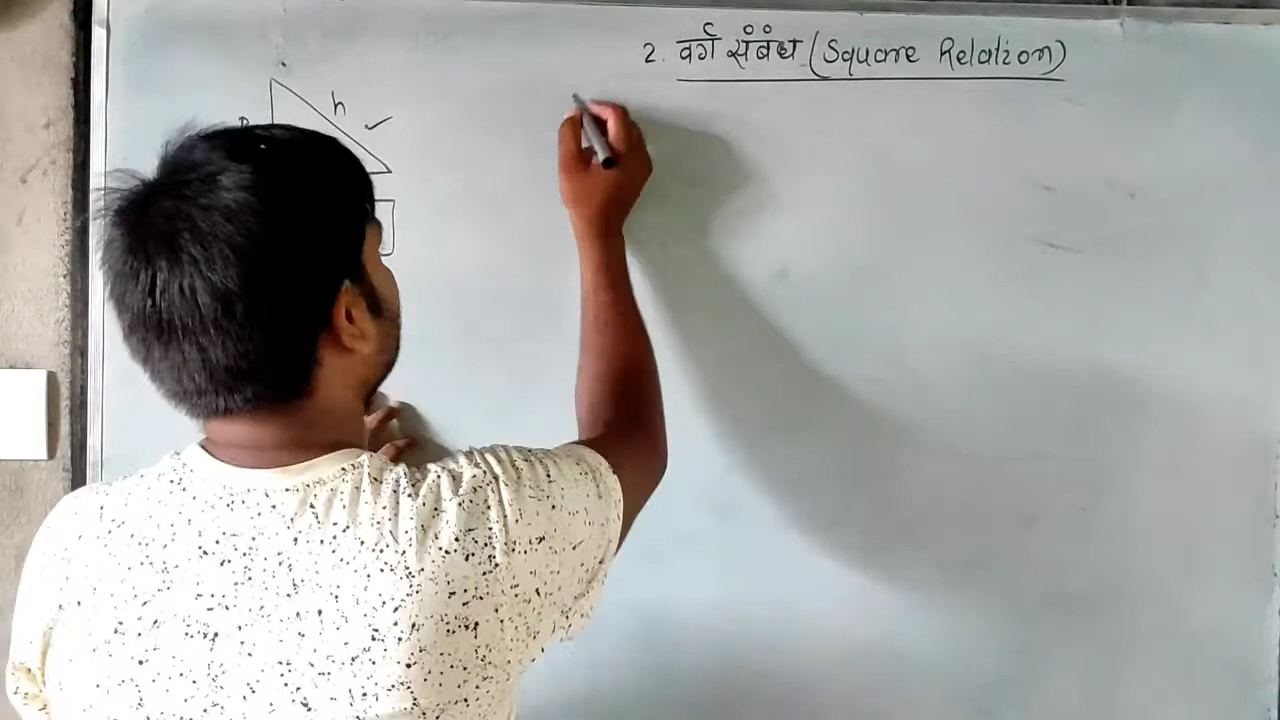 2. वर्ग संबंध (Square Relation)
h